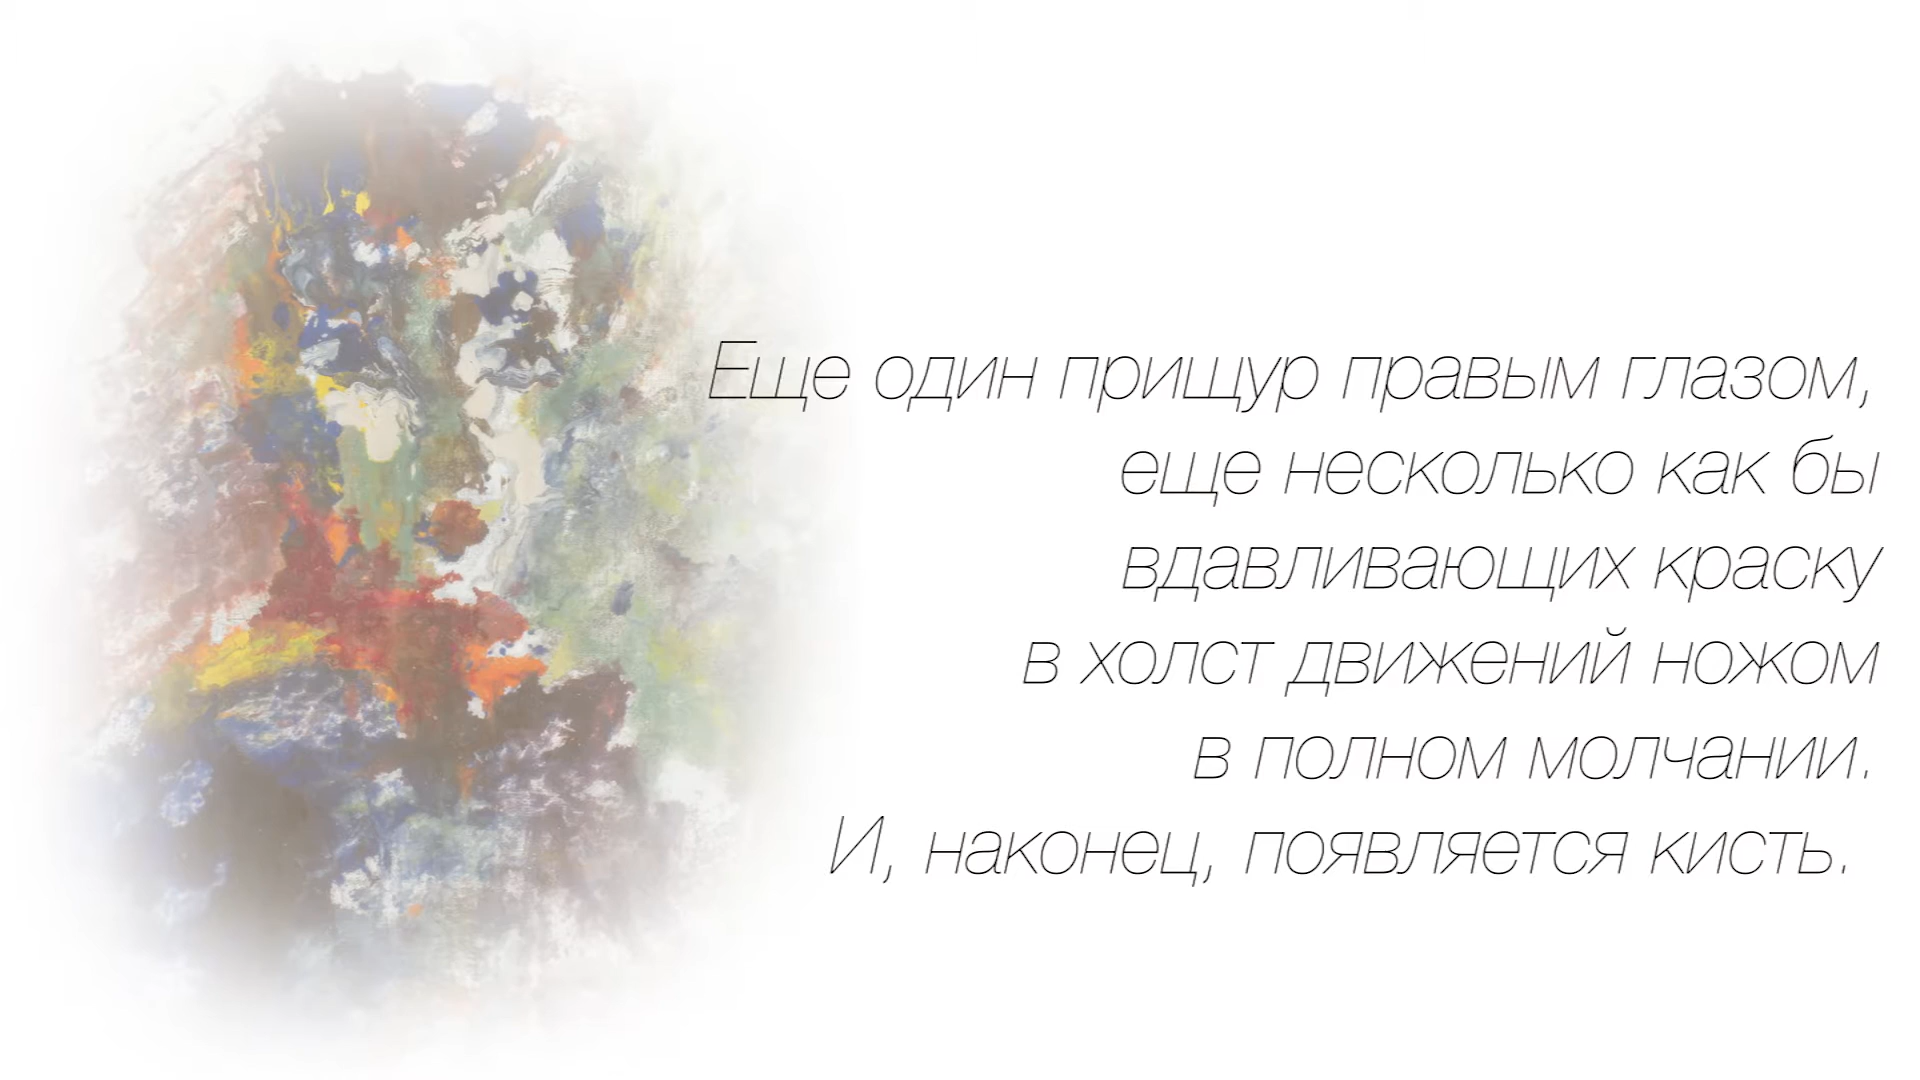 Еще один прищур правым глазом,
еще несколько как бы
вдавливающих краску
в холст движений ножом
в полном молчании.
И, наконец, появляется кисть.